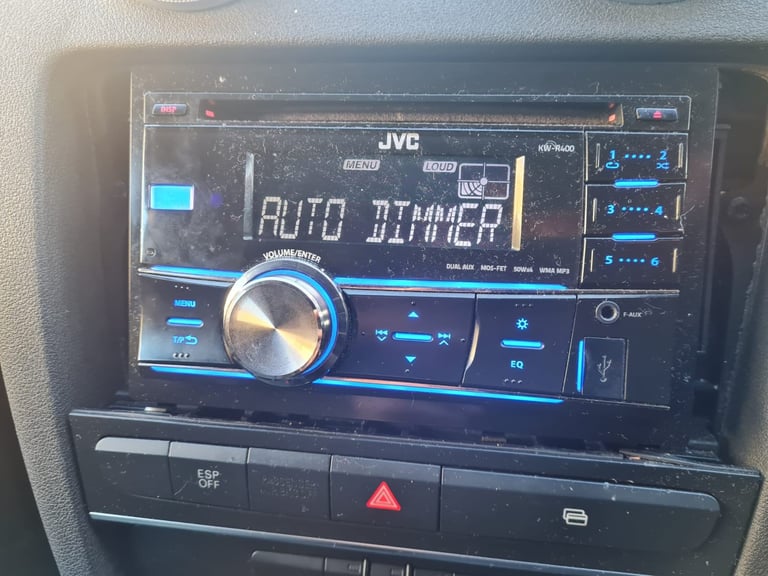 DISP
JVC
KW-R400
MENU LOUD
AUTO DIMMER
1 2
3 4
5 6
VOLUME/ENTER
DUAL AUX MOS-FET 50Wx4 WMA MP3
MENU
T/P
EQ
F-AUX
ESP
OFF